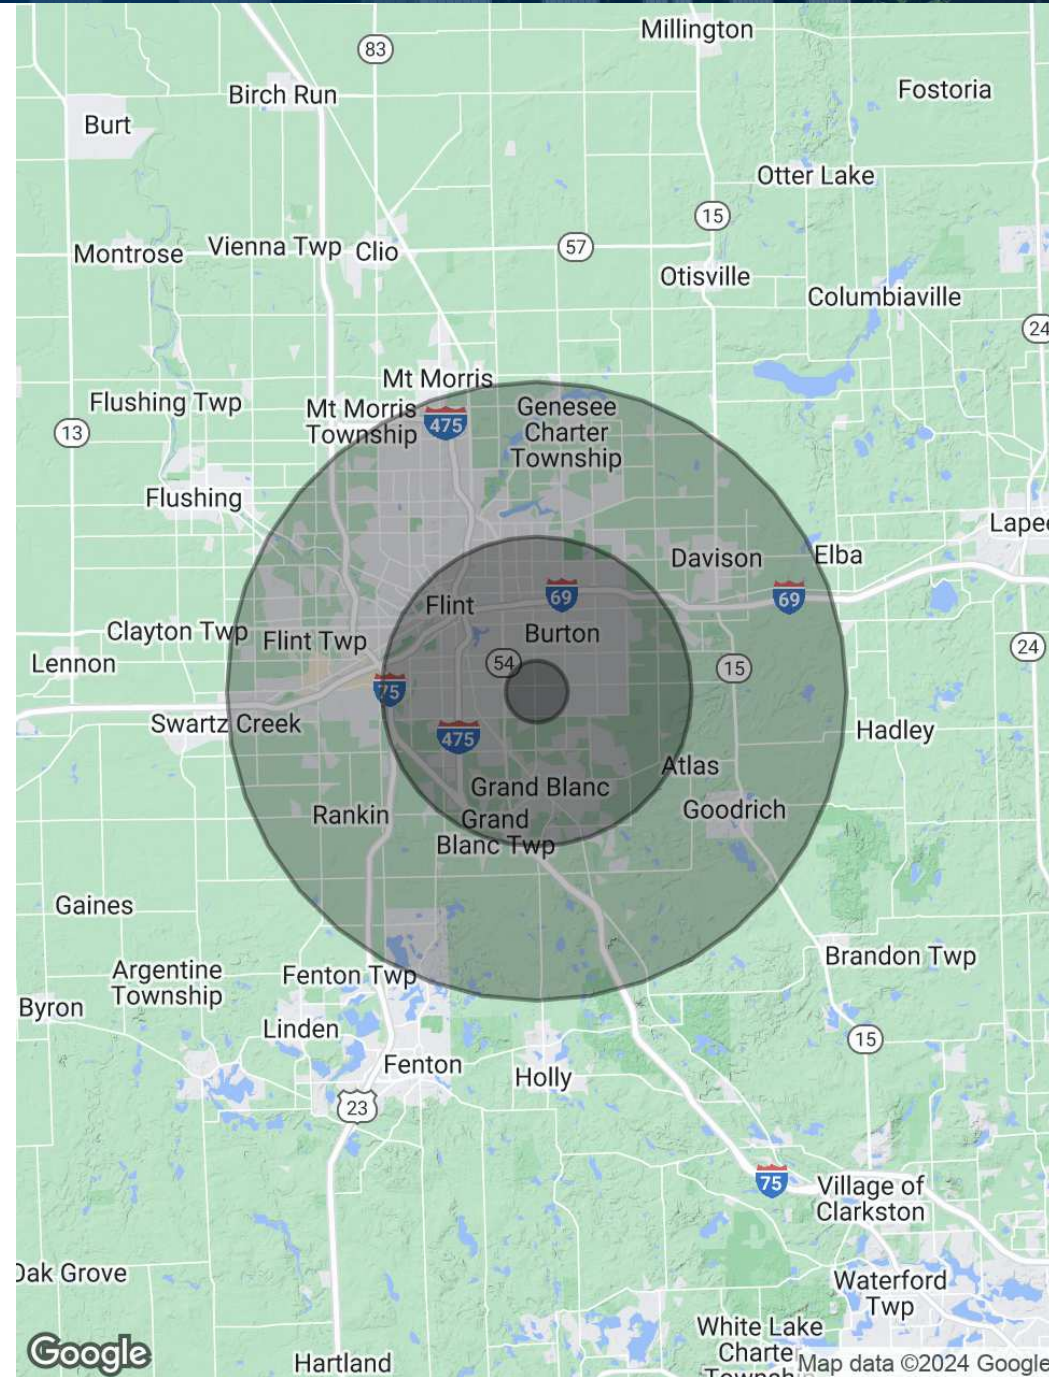 Millington
83
Birch Run
Fostoria
Burt
Otter Lake
15
Montrose
Vienna Twp
Clio
57
Otisville
Columbiaville
24
Mt Morris
Flushing Twp
Mt Morris
Township
475
Genesee
Charter
Township
13
Flushing
Davison
Elba
69
69
Flint
Burton
Clayton Twp
Flint Twp
Lennon
54
15
24
75
Swartz Creek
475
Hadley
Atlas
Grand Blanc
Rankin
Grand
Blanc Twp
Goodrich
Gaines
Argentine
Township
Fenton Twp
Brandon Twp
Byron
Linden
15
Fenton
Holly
23
75
Village of
Clarkston
Oak Grove
Waterford
Twp
White Lake
Charte
Google
Hartland
Map data ©2024 Google